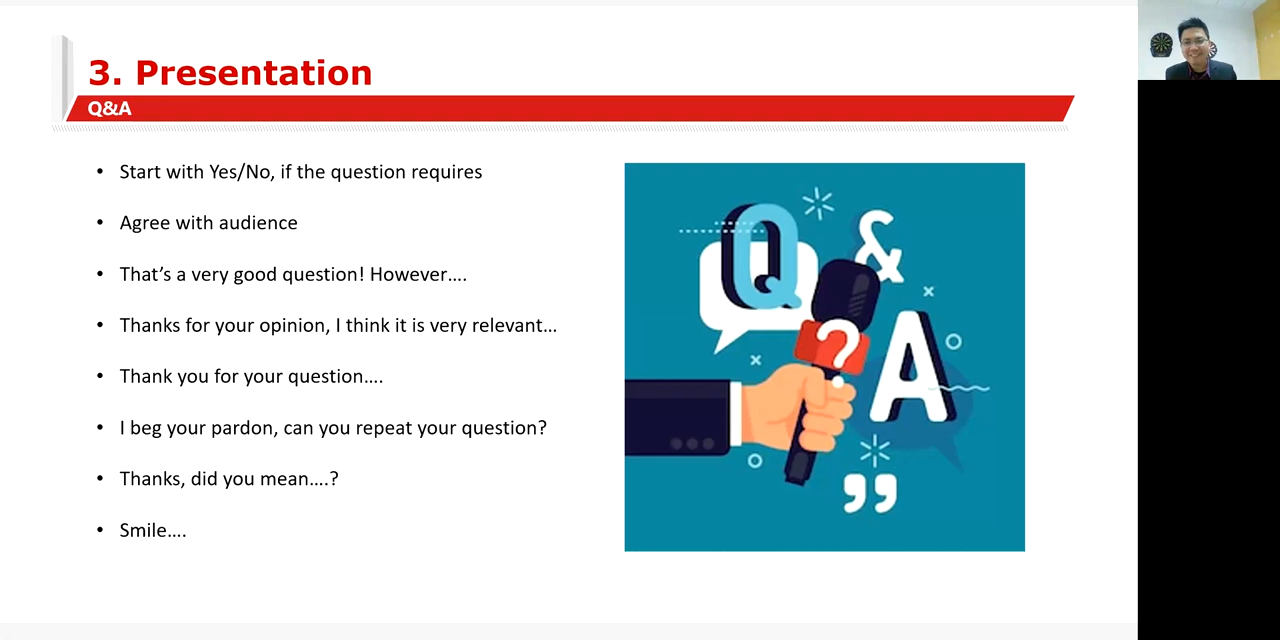 3. Presentation
Q&A
• Start with Yes/No, if the question requires
• Agree with audience
• That's a very good question! However….
• Thanks for your opinion, I think it is very relevant…
• Thank you for your question….
• I beg your pardon, can you repeat your question?
• Thanks, did you mean….?
• Smile….
Q
&
?
A
”